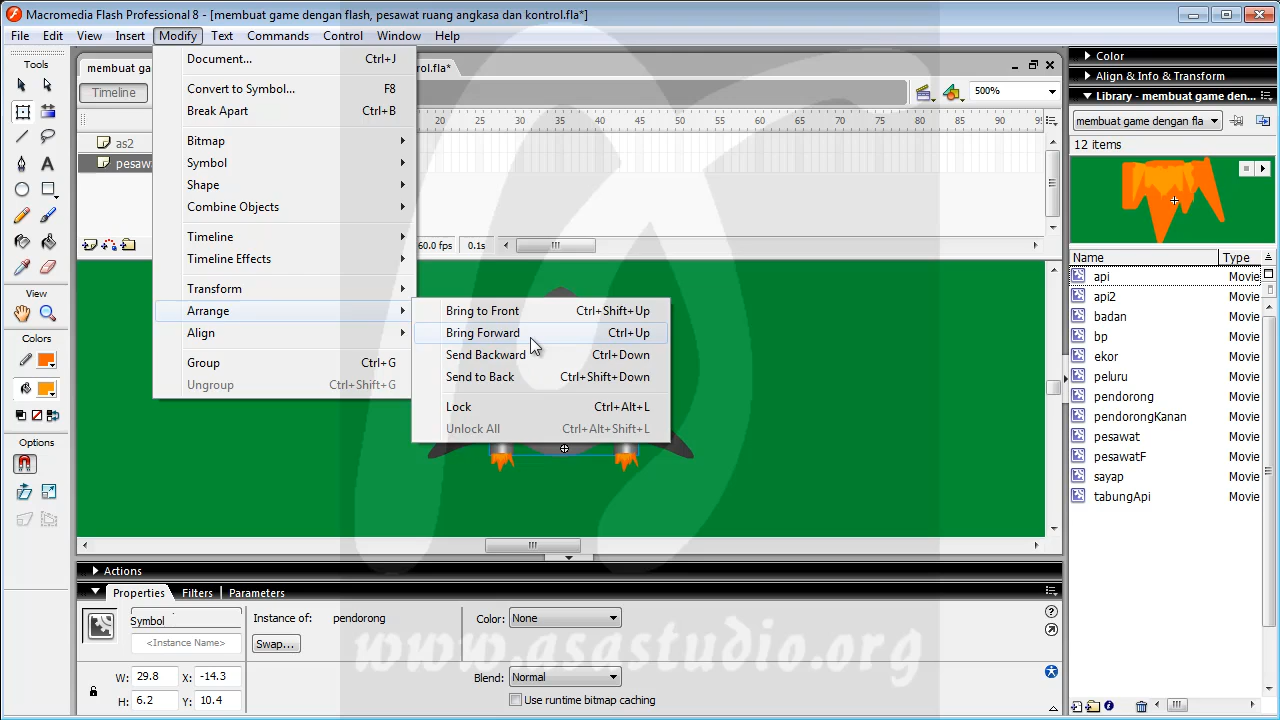 Macromedia Flash Professional 8 - [membuat game dengan flash, pesawat ruang angkasa dan kontrol.fla*]
File Edit View Insert Modify Text Commands Control Window Help
Tools
View
Colors
Options
membuat ga
rol.fla*
Timeline
500%
20 25 30 35 40 45 50 55 60 65 70 75 80 85 90 95
as2
pesawa
60.0 fps 0.1s
Document... Ctrl+J
Convert to Symbol... F8
Break Apart Ctrl+B
Bitmap
Symbol
Shape
Combine Objects
Timeline
Timeline Effects
Transform
Arrange
Align
Group Ctrl+G
Ungroup Ctrl+Shift+G
Bring to Front Ctrl+Shift+Up
Bring Forward Ctrl+Up
Send Backward Ctrl+Down
Send to Back Ctrl+Shift+Down
Lock Ctrl+Alt+L
Unlock All Ctrl+Alt+Shift+L
Color
Align & Info & Transform
Library - membuat game den...
membuat game dengan fla
12 items
Name Type
api Movie
api2 Movie
badan Movie
bp Movie
ekor Movie
peluru Movie
pendorong Movie
pendorongKanan Movie
pesawat Movie
pesawatF Movie
sayap Movie
tabungApi Movie
Actions
Properties Filters Parameters
Symbol
<Instance Name>
Instance of: pendorong
Swap...
Color: None
Blend: Normal
Use runtime bitmap caching
W: 29.8 X: -14.3
H: 6.2 Y: 10.4